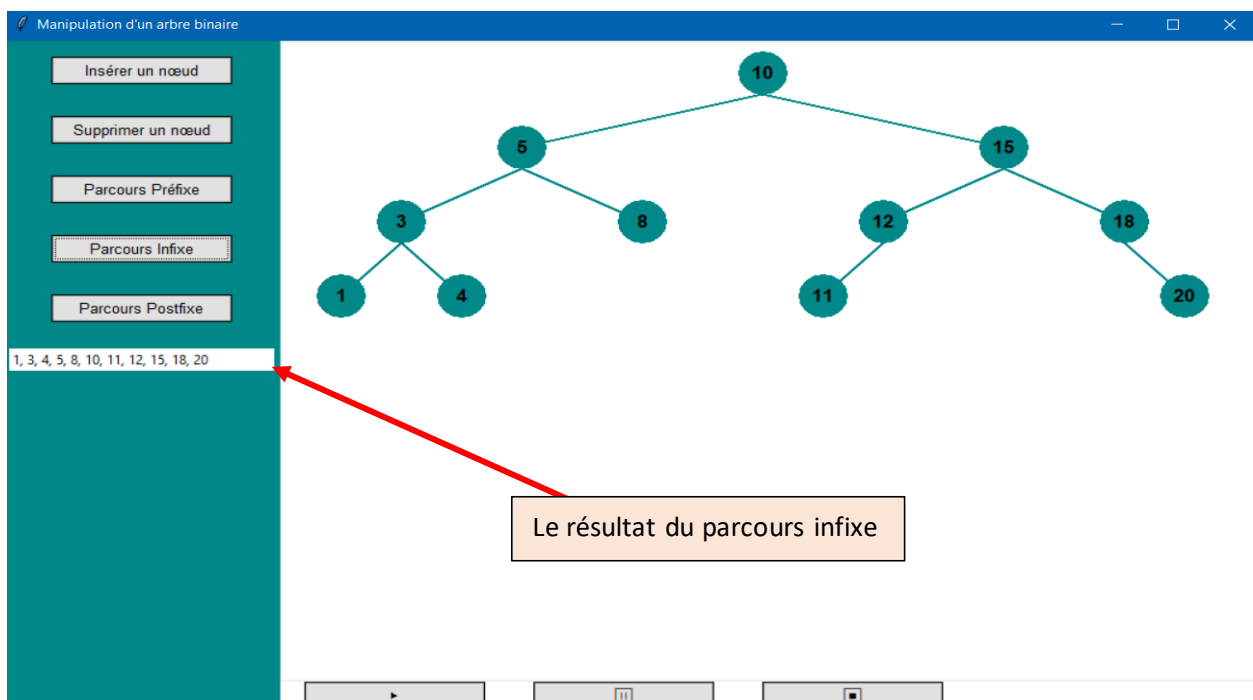 Manipulation d'un arbre binaire
Insérer un nœud
Supprimer un nœud
Parcours Préfixe
Parcours Infixe
Parcours Postfixe
1, 3, 4, 5, 8, 10, 11, 12, 15, 18, 20
10
5 15
3 8 12 18
1 4 11 20
Le résultat du parcours infixe